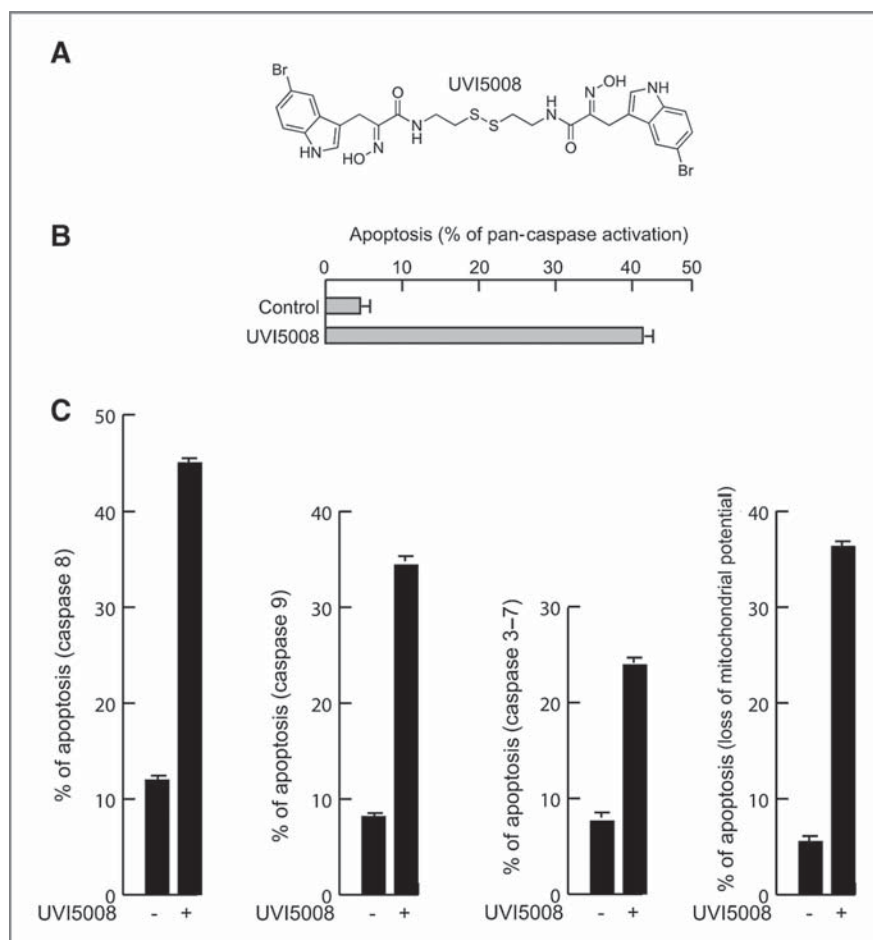 A
UVI5008
Br
HN
O
N
H
HO
N
S
S
H
N
O
N
OH
NH
Br
B
Apoptosis (% of pan-caspase activation)
0 10 20 30 40 50
Control
UVI5008
C
% of apoptosis (caspase 8)
50
40
30
20
10
0
UVI5008 - +
% of apoptosis (caspase 9)
40
30
20
10
0
- +
% of apoptosis (caspase 3–7)
30
20
10
0
UVI5008 - +
% of apoptosis (loss of mitochondrial potential)
40
30
20
10
0
- +